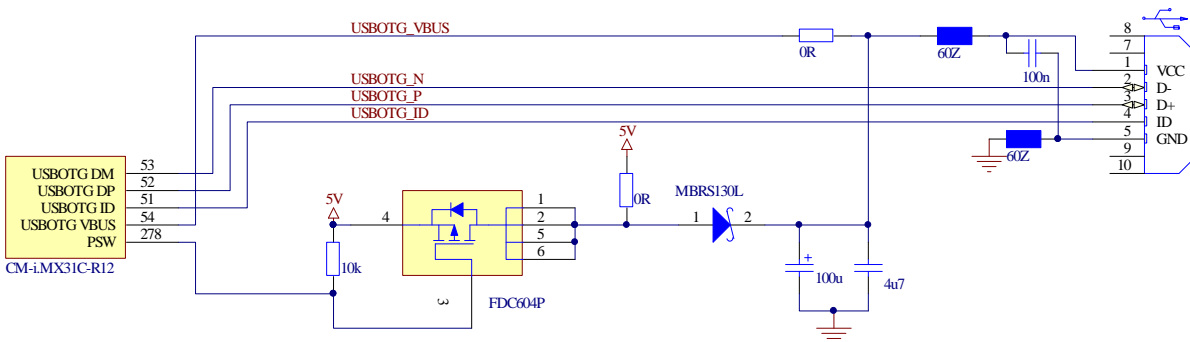 USBOTG_VBUS
0R
60Z
100n
8
7
1
VCC
2
D-
3
D+
4
ID
5
GND
9
10
USBOTG_N
USBOTG_P
USBOTG_ID
60Z
USBOTG DM
53
USBOTG DP
52
USBOTG ID
51
USBOTG VBUS
54
PSW
278
CM-i.MX31C-R12
5V
10k
4
1
2
5
6
3
FDC604P
5V
0R
MBRS130L
1
2
+
100u
4u7